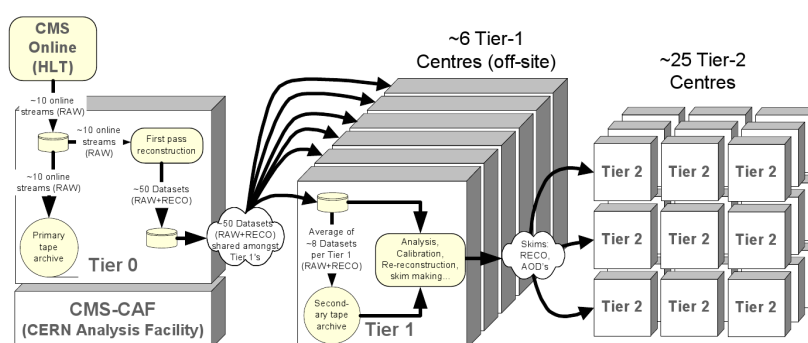 CMS
Online
(HLT)
~10 online
streams (RAW)
~10 online
streams
(RAW)
First pass
reconstruction
~10 online
streams (RAW)
~50 Datasets
(RAW+RECO)
Primary
tape
archive
Tier 0
CMS-CAF
(CERN Analysis Facility)
~50 Datasets
(RAW+RECO)
shared amongst
Tier 1's
~6 Tier-1
Centres (off-site)
Average of
~8 Datasets
per Tier 1
(RAW+RECO)
Analysis,
Calibration,
Re-reconstruction,
skim making...
Second-
ary tape
archive
Tier 1
Skims:
RECO,
AOD's
~25 Tier-2
Centres
Tier 2
Tier 2
Tier 2
Tier 2
Tier 2
Tier 2
Tier 2
Tier 2
Tier 2